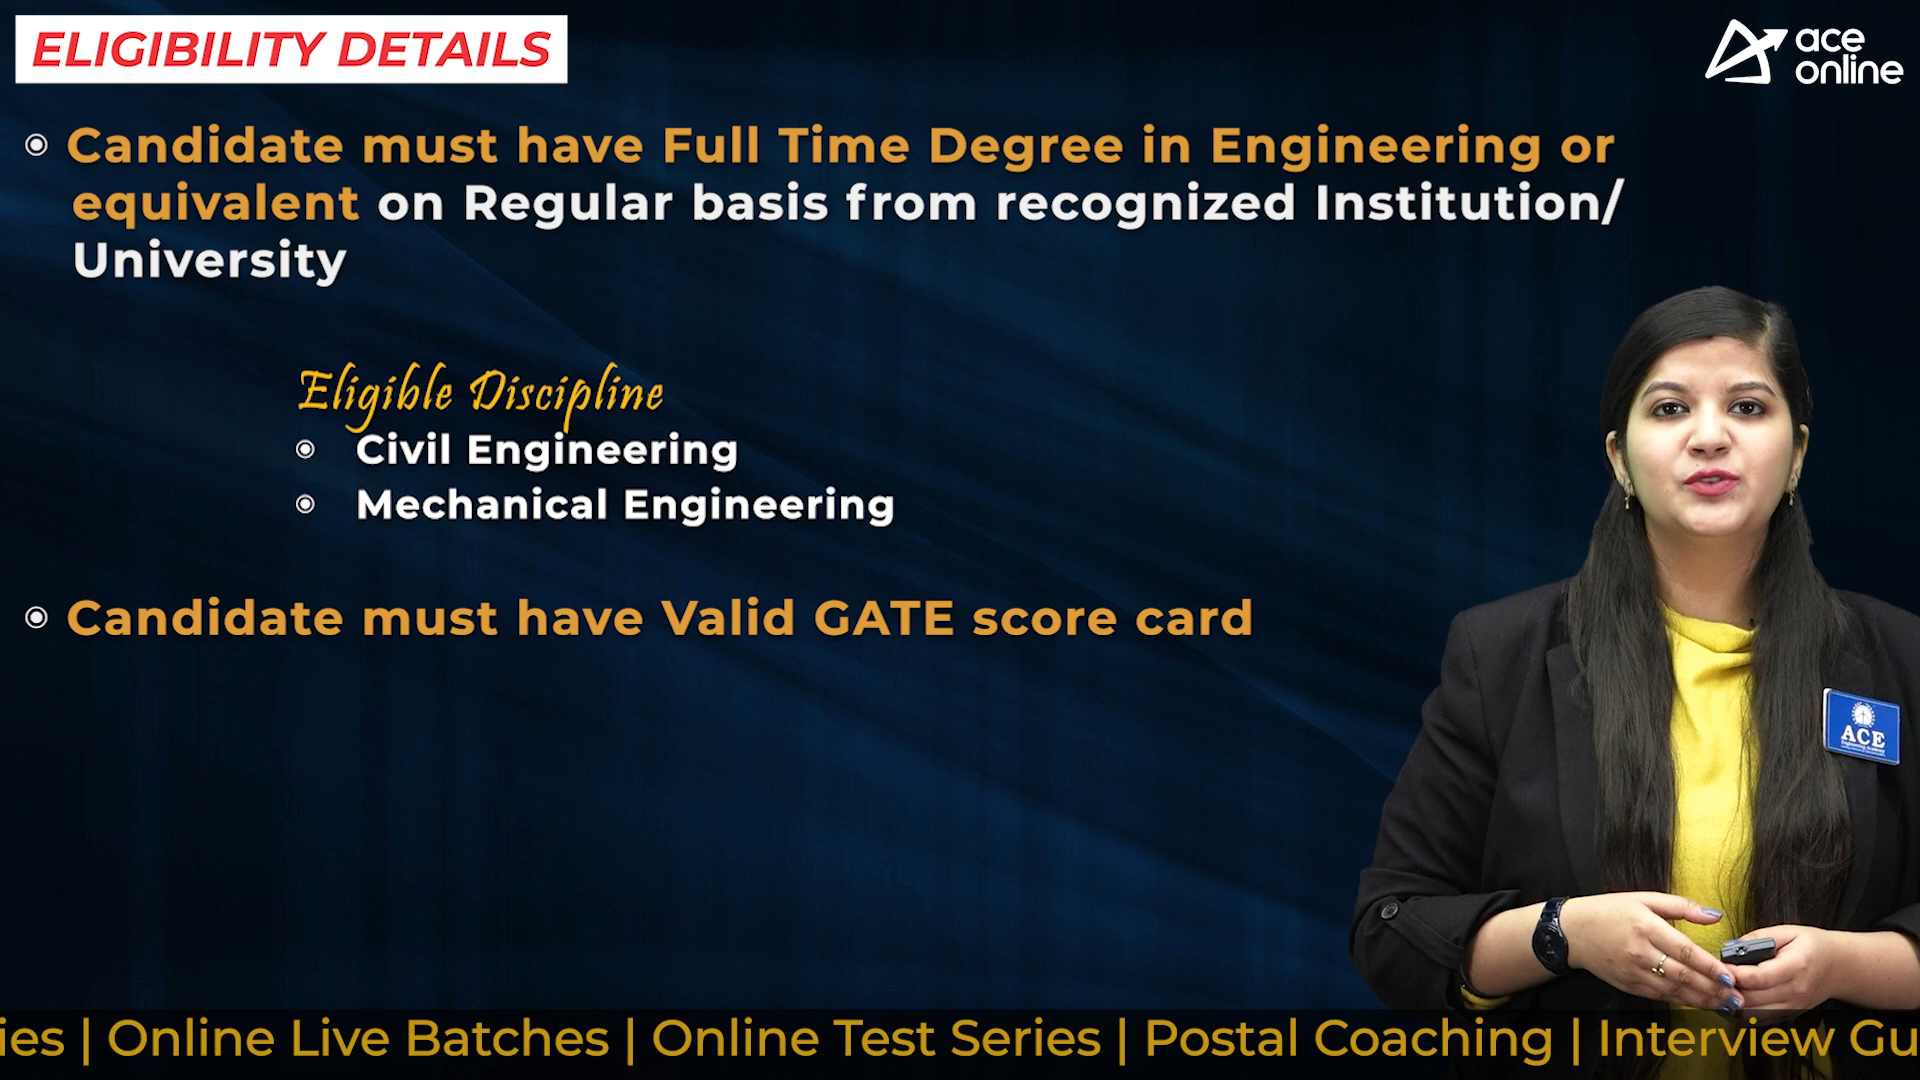 ELIGIBILITY DETAILS
ace
online
Candidate must have Full Time Degree in Engineering or
equivalent on Regular basis from recognized Institution/
University
Eligible Discipline
Civil Engineering
Mechanical Engineering
Candidate must have Valid GATE score card
ACE
Engineering Academy
ies | Online Live Batches | Online Test Series | Postal Coaching | Interview Gu